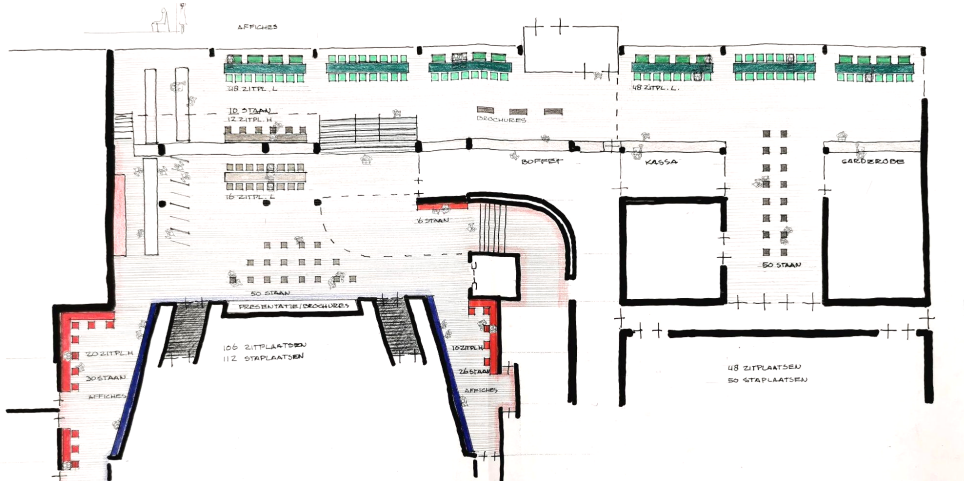 AFFICHES
48 ZITPL. L
48 ZITPL. L.
10 STAAN
12 ZITPL. H
BROCHURES
BUFFET
KASSA
GARDEROBE
16 ZITPL. L
16 STAAN
50 STAAN
50 STAAN
PRESENTATIE/BROCHURES
106 ZITPLAATSEN
112 STAPLAATSEN
20 ZITPL. H
30 STAAN
AFFICHES
10 ZITPL. H
26 STAAN
AFFICHES
48 ZITPLAATSEN
50 STAPLAATSEN